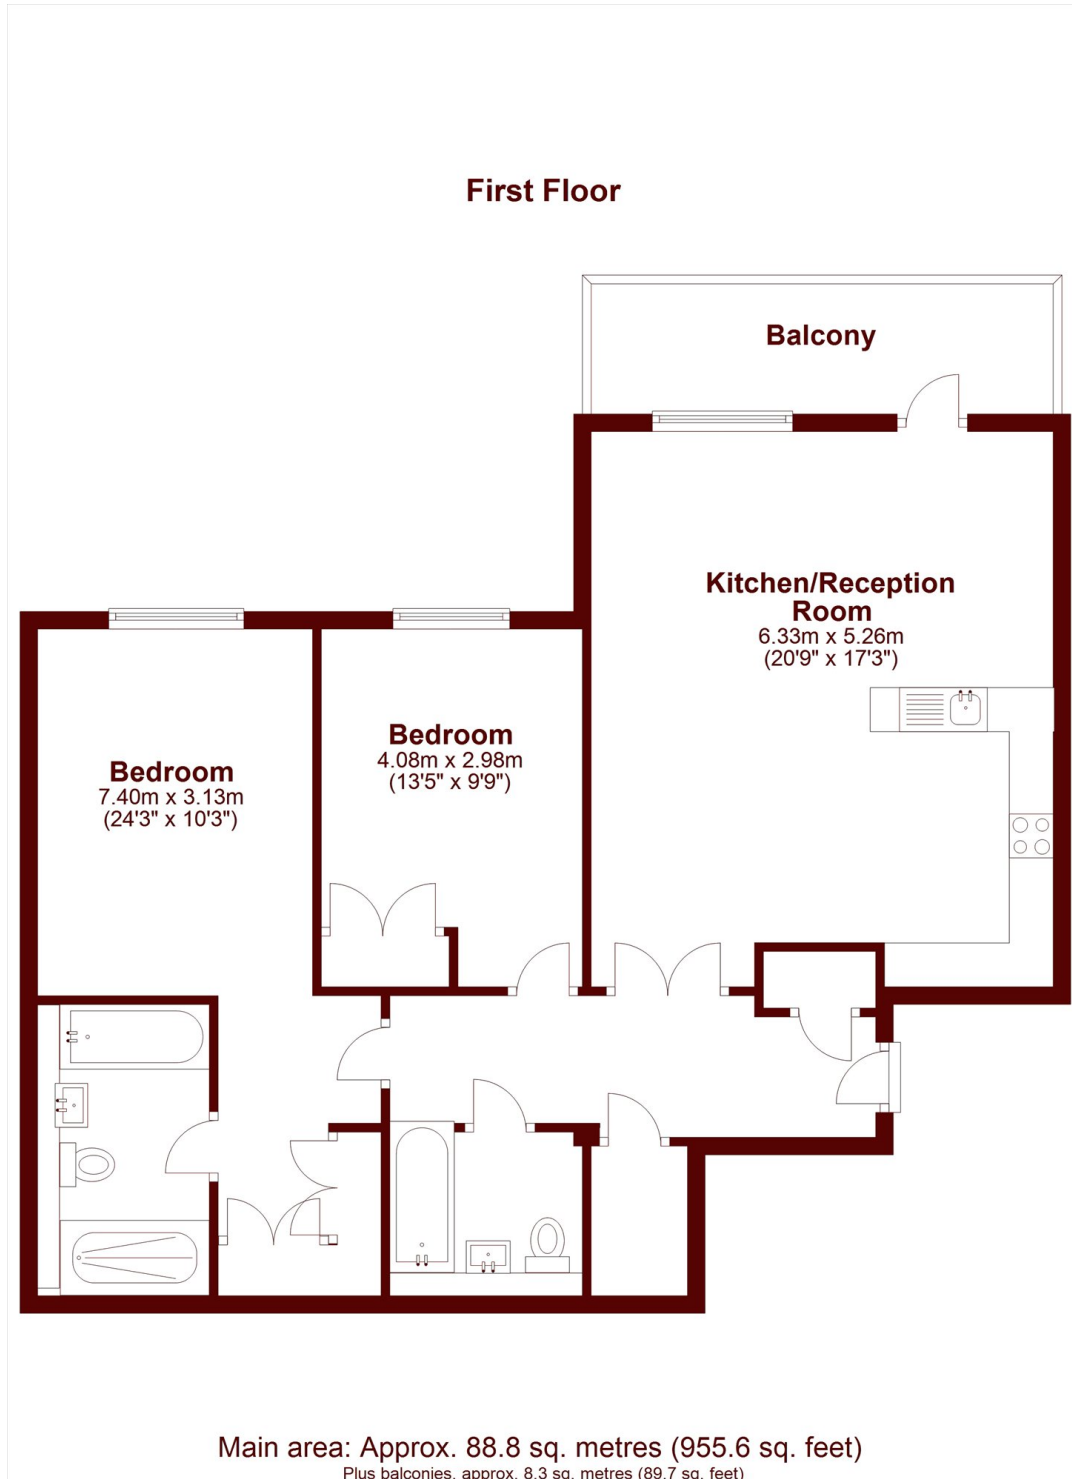 First Floor
Balcony
Kitchen/Reception
Room
6.33m x 5.26m
(20'9" x 17'3")
Bedroom
4.08m x 2.98m
(13'5" x 9'9")
Bedroom
7.40m x 3.13m
(24'3" x 10'3")
Main area: Approx. 88.8 sq. metres (955.6 sq. feet)
Plus balconies, approx. 8.3 sq. metres (89.7 sq. feet)